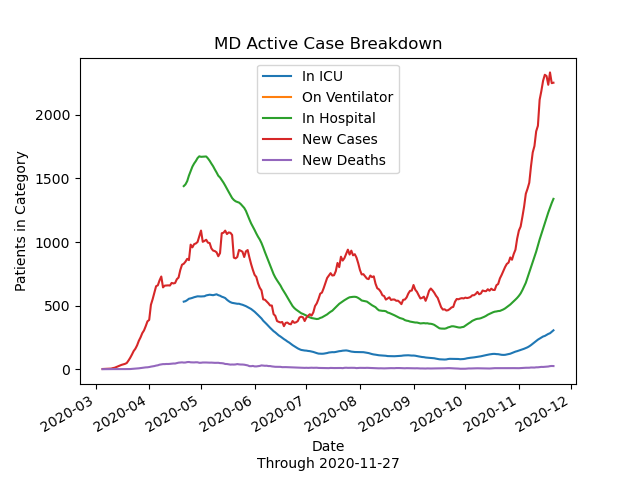 MD Active Case Breakdown
In ICU
On Ventilator
In Hospital
New Cases
New Deaths
Patients in Category
2000
1500
1000
500
0
2020-03
2020-04
2020-05
2020-06
2020-07
2020-08
2020-09
2020-10
2020-11
2020-12
Date
Through 2020-11-27